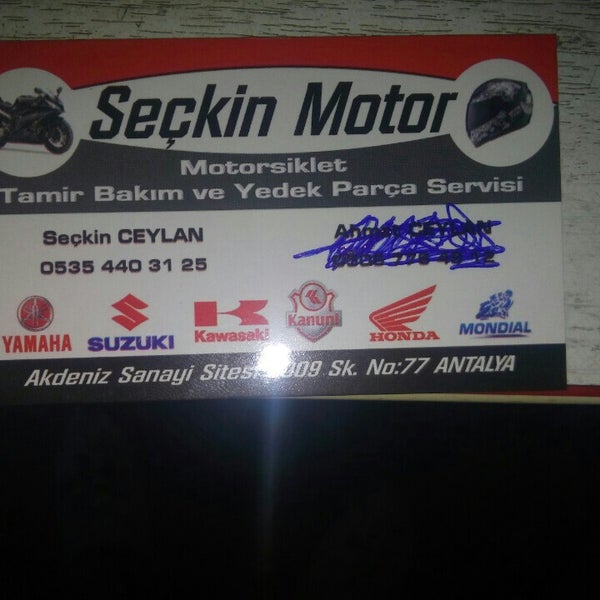 Seçkin Motor
Motorsiklet
Tamir Bakım ve Yedek Parça Servisi
Seçkin CEYLAN
CEYLAN
0535 440 31 25
YAMAHA
SUZUKI
Kawasaki
Kanuni
HONDA
MONDIAL
Akdeniz Sanayi Sitesi Sk. No:77 ANTALYA